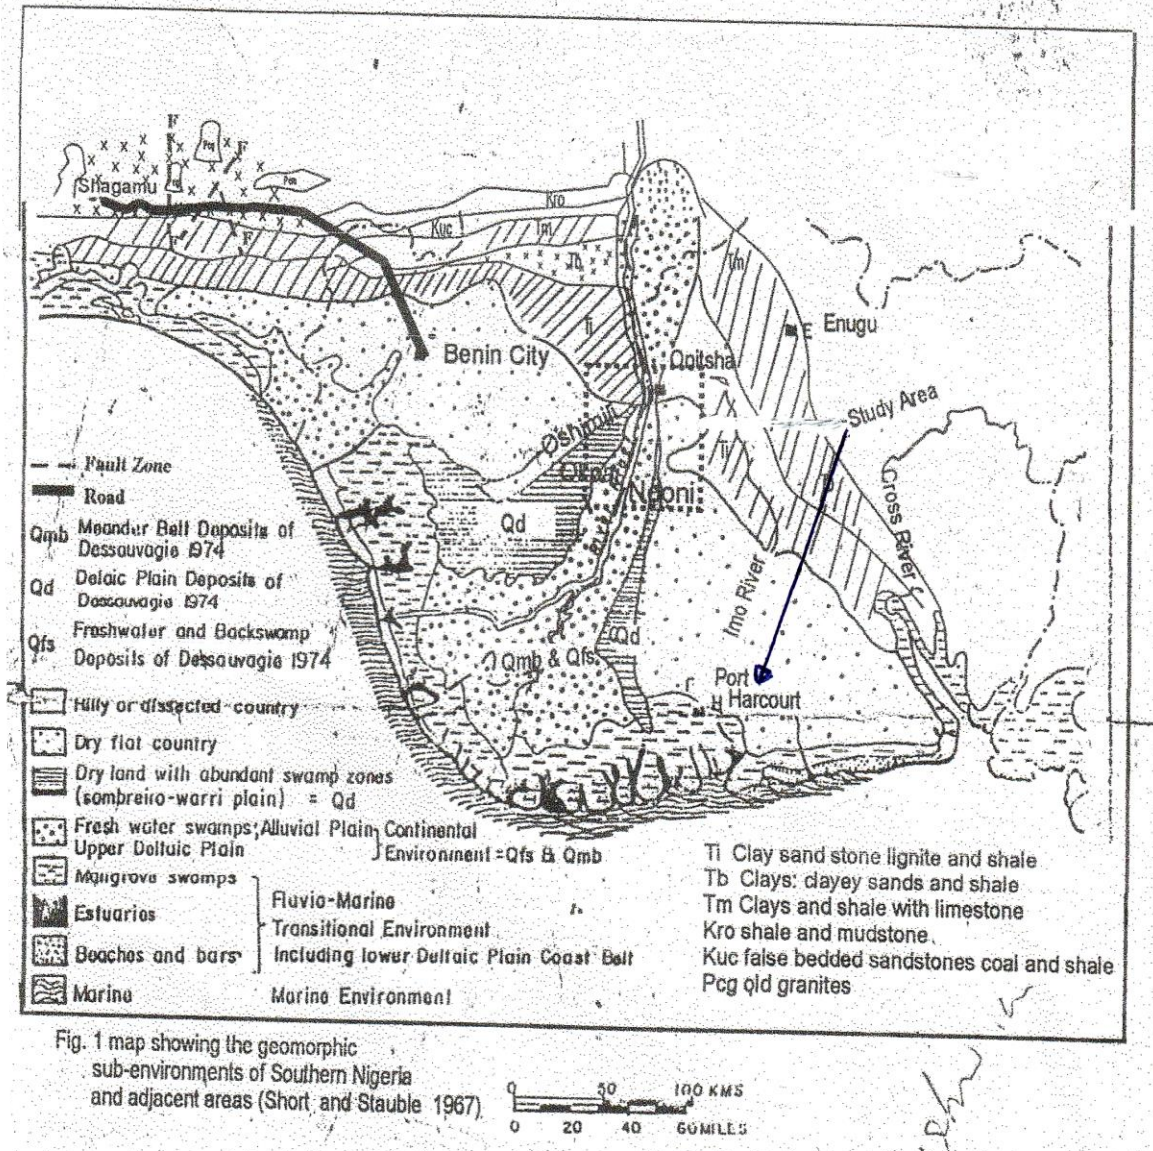 F
Pcg
F
Shagamu
Kro
Kuc
Tm
Tb
F
F
Tm
Ti
E Enugu
Onitsha
Benin City
Study Area
Oshimili
Ndoni
Ti
Qd
Cross River
Imo River
Qd
Qmb & Qfs
Port
H Harcourt
Fault Zone
Road
Qmb Meander Belt Deposits of
Dessauvagie 1974
Qd Deltaic Plain Deposits of
Dessauvagie 1974
Qfs Freshwater and Backswamp
Deposits of Dessauvagie 1974
Hilly or dissected country
Dry flat country
Dry land with abundant swamp zones
(sombreiro-warri plain) = Qd
Fresh water swamps; Alluvial Plain Continental
Upper Deltuic Plain Environment = Qfs & Qmb
Mangrove swamps
Fluvio-Marine
Estuarios
Transitional Environment
Beaches and bars Including lower Dultaic Plain Coast Belt
Marine Marine Environment
Ti Clay sand stone lignite and shale
Tb Clays: clayey sands and shale
Tm Clays and shale with limestone
Kro shale and mudstone
Kuc false bedded sandstones coal and shale
Pcg old granites
Fig. 1 map showing the geomorphic
sub-environments of Southern Nigeria
and adjacent areas (Short and Stauble 1967)
0 50 100 KMS
0 20 40 60 MILES